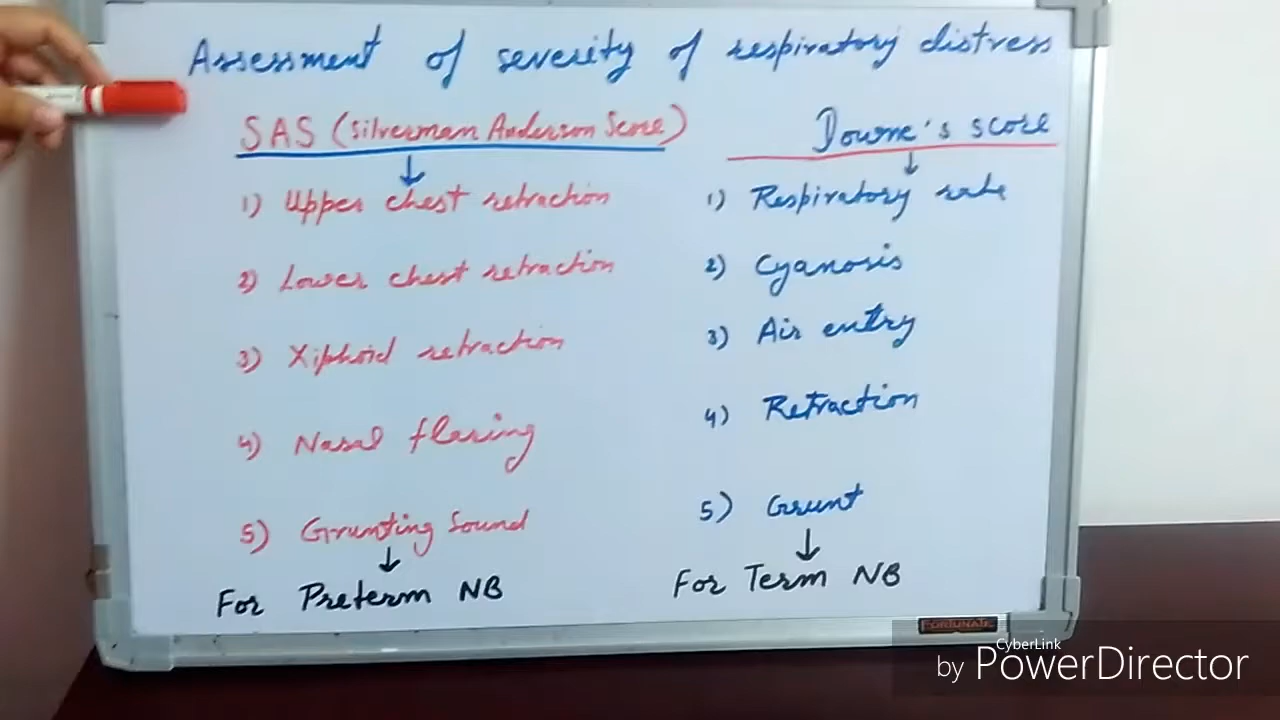 Assessment of severity of respiratory distress
SAS (Silverman Anderson Score)
1) Upper chest retraction
2) Lower chest retraction
3) Xiphoid retraction
4) Nasal flaring
5) Grunting Sound
For Preterm NB
Downe's score
1) Respiratory rate
2) Cyanosis
3) Air entry
4) Retraction
5) Grunt
For Term NB
FORTUNATE
CyberLink
by PowerDirector